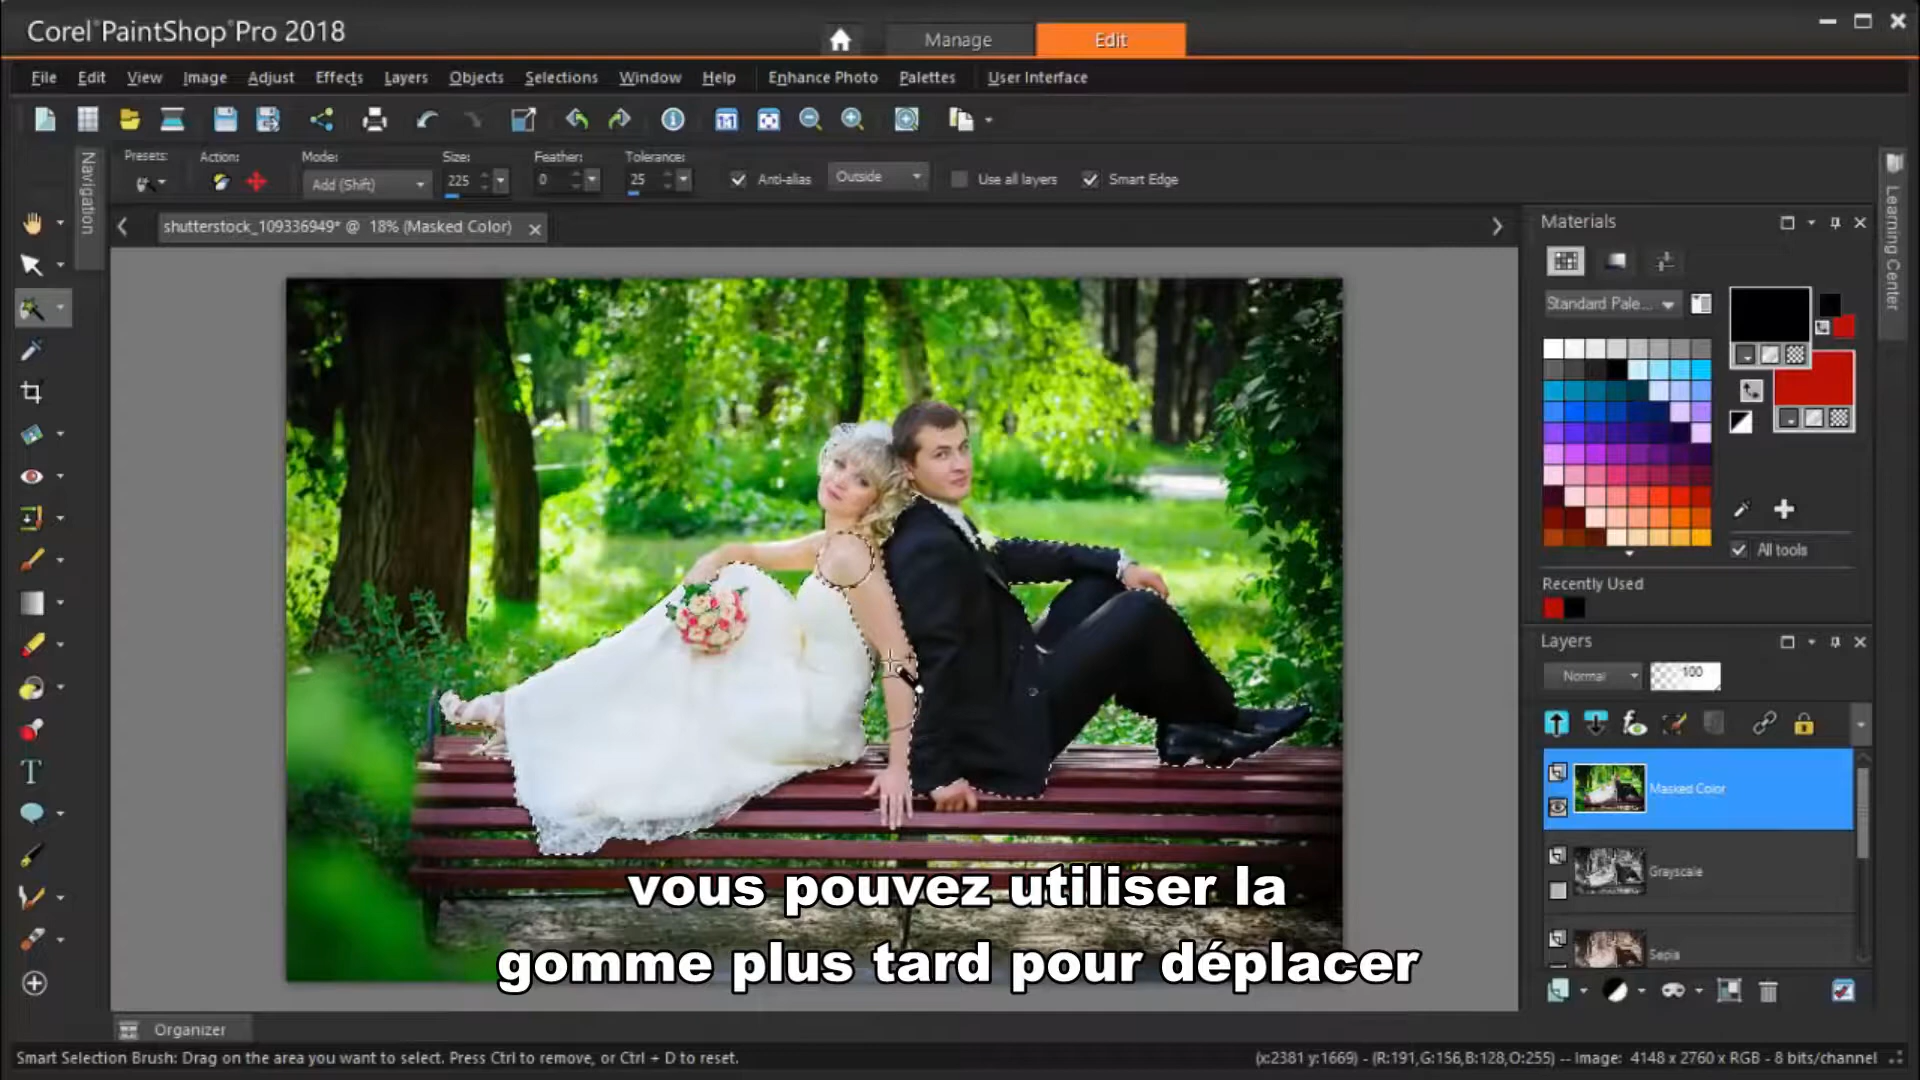 Corel PaintShop Pro 2018
Manage
Edit
File Edit View Image Adjust Effects Layers Objects Selections Window Help Enhance Photo Palettes User Interface
Presets: Action: Mode: Size: Feather: Tolerance:
Add (Shift) 225 0 25 Anti-alias Outside Use all layers Smart Edge
Navigation
shutterstock_109336949* @ 18% (Masked Color)
Learning Center
Materials
Standard Pale...
All tools
Recently Used
Layers
Normal 100
Masked Color
Grayscale
Sepia
vous pouvez utiliser la
gomme plus tard pour déplacer
Organizer
Smart Selection Brush: Drag on the area you want to select. Press Ctrl to remove, or Ctrl + D to reset.
(x:2381 y:1669) - (R:191,G:156,B:128,O:255) -- Image: 4148 x 2760 x RGB - 8 bits/channel